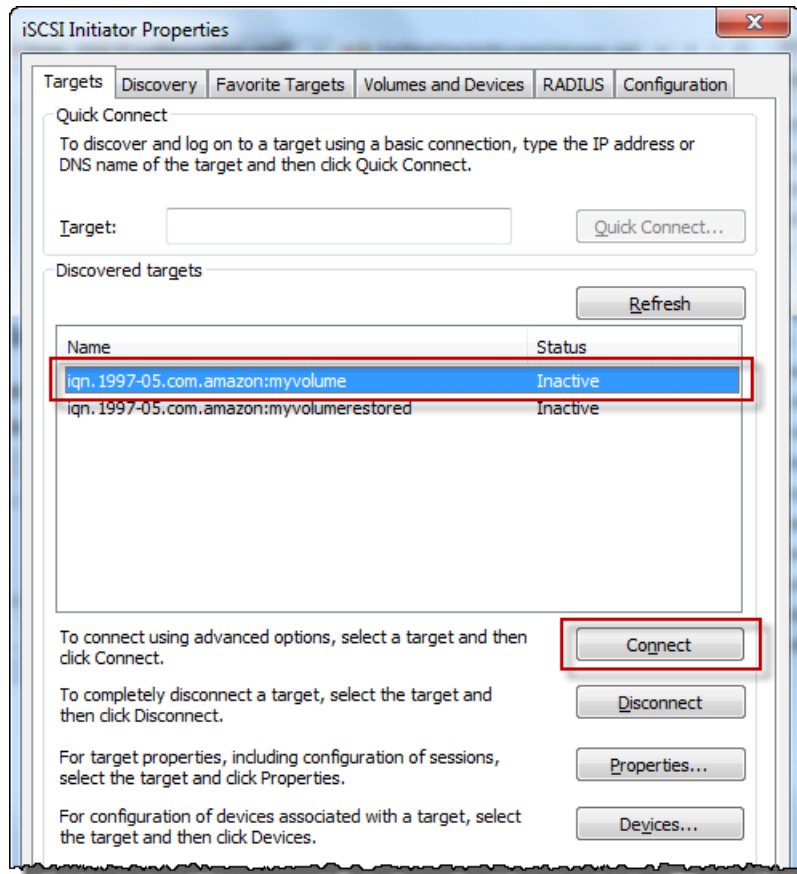 iSCSI Initiator Properties
Targets Discovery Favorite Targets Volumes and Devices RADIUS Configuration
Quick Connect
To discover and log on to a target using a basic connection, type the IP address or
DNS name of the target and then click Quick Connect.
Target:
Quick Connect...
Discovered targets
Refresh
Name Status
iqn.1997-05.com.amazon:myvolume Inactive
iqn.1997-05.com.amazon:myvolumerestored Inactive
To connect using advanced options, select a target and then
click Connect.
Connect
To completely disconnect a target, select the target and
then click Disconnect.
Disconnect
For target properties, including configuration of sessions,
select the target and click Properties.
Properties...
For configuration of devices associated with a target, select
the target and then click Devices.
Devices...